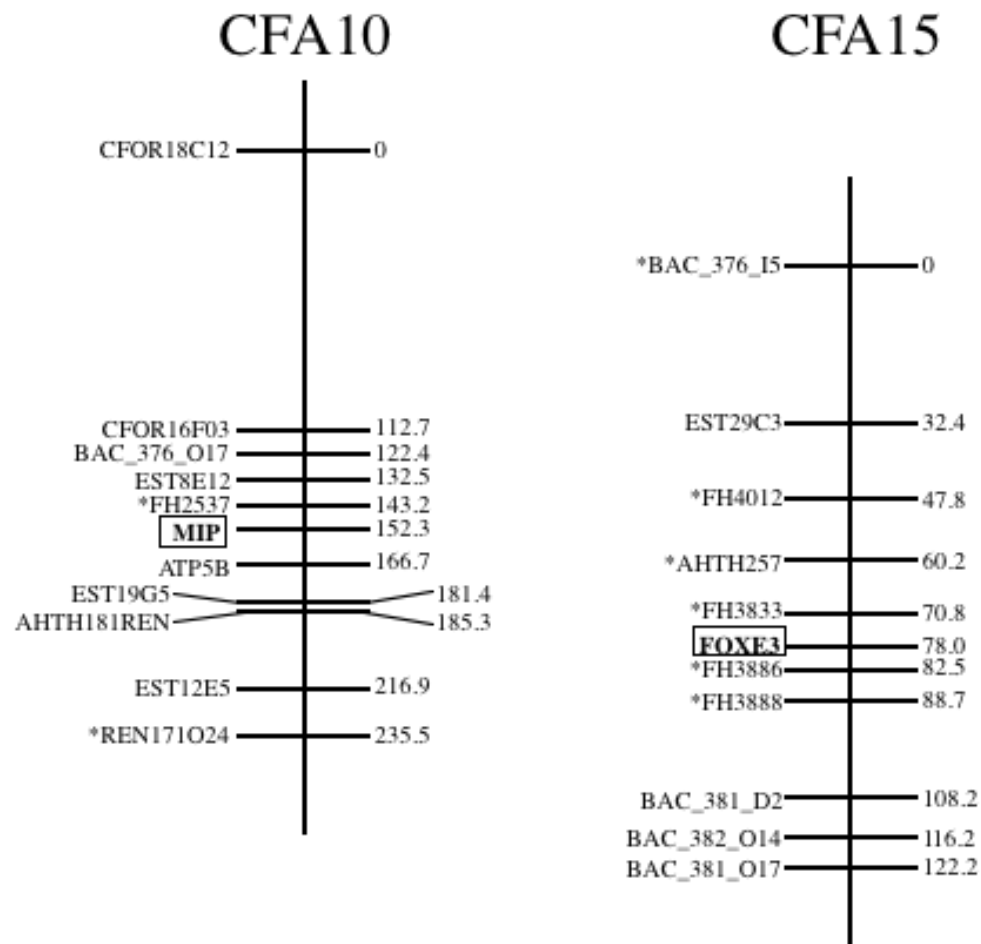 CFA10
CFOR18C12 0
CFOR16F03 112.7
BAC_376_O17 122.4
EST8E12 132.5
*FH2537 143.2
MIP 152.3
ATP5B 166.7
EST19G5 181.4
AHTH181REN 185.3
EST12E5 216.9
*REN171O24 235.5
CFA15
*BAC_376_I5 0
EST29C3 32.4
*FH4012 47.8
*AHTH257 60.2
*FH3833 70.8
FOXE3 78.0
*FH3886 82.5
*FH3888 88.7
BAC_381_D2 108.2
BAC_382_O14 116.2
BAC_381_O17 122.2